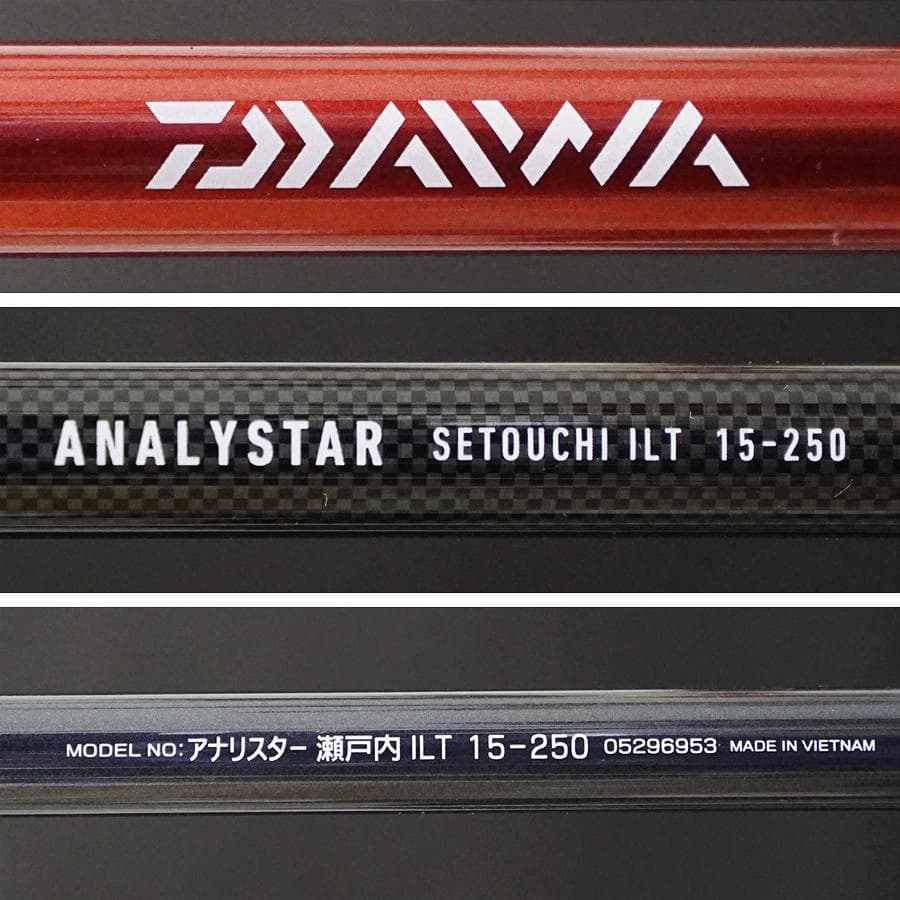 DAIWA
ANALYSTAR SETOUCHI ILT 15-250
MODEL NO: アナリスター 瀬戸内 ILT 15-250 05296953 MADE IN VIETNAM